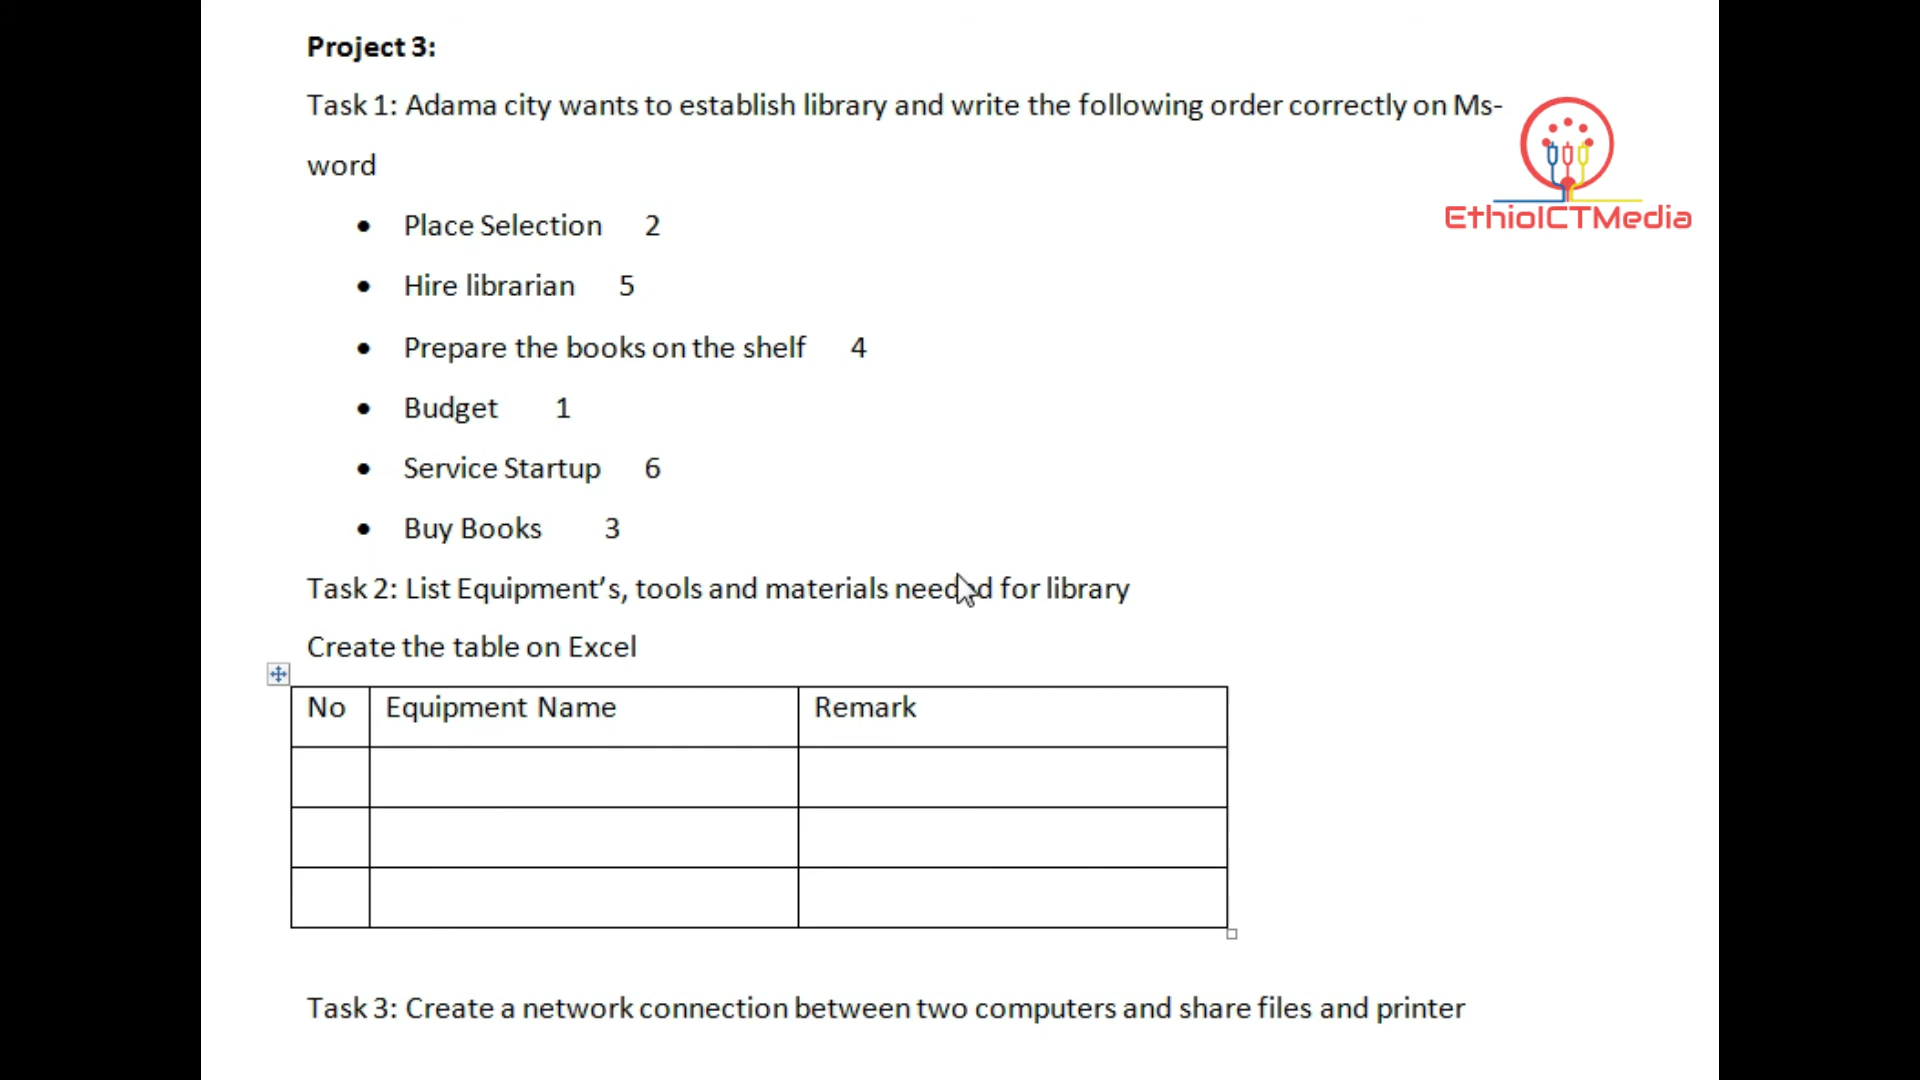 Project 3:
Task 1: Adama city wants to establish library and write the following order correctly on Ms-
word
EthioICTMedia
• Place Selection 2
• Hire librarian 5
• Prepare the books on the shelf 4
• Budget 1
• Service Startup 6
• Buy Books 3
Task 2: List Equipment’s, tools and materials needed for library
Create the table on Excel
No Equipment Name Remark
Task 3: Create a network connection between two computers and share files and printer